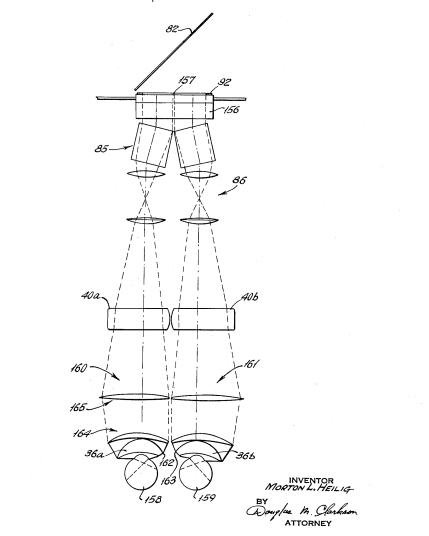 82
157
92
156
85
86
40a
40b
160
161
165
164
36a
162
36b
163
158
159
INVENTOR
MORTON L. HEILIG
BY
Douglas M. Clarkson
ATTORNEY